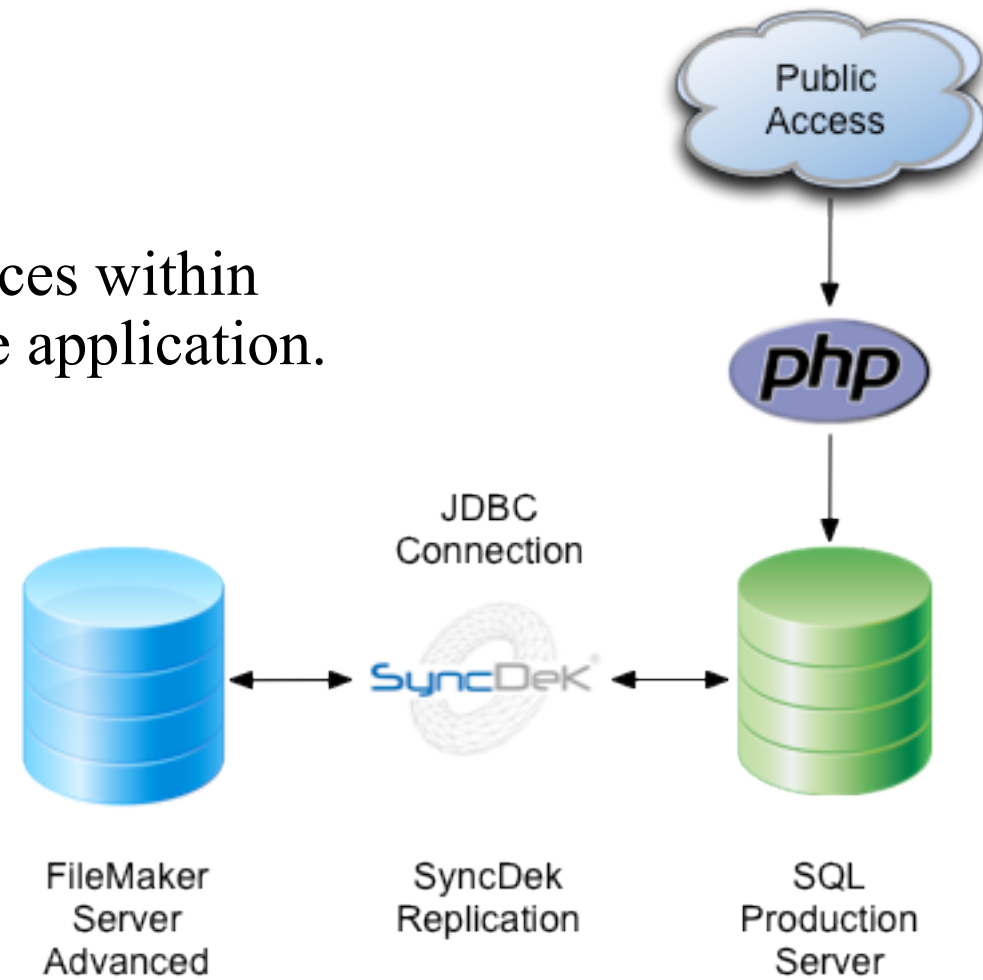 Public
Access
ces within
e application.
php
JDBC
Connection
SyncDeK®
FileMaker
Server
Advanced
SyncDek
Replication
SQL
Production
Server